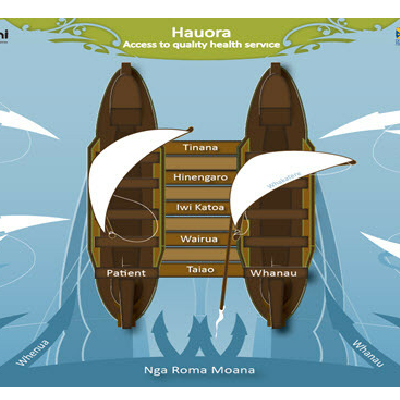 Hauora
Access to quality health service
Tinana
Hinengaro
Whakatere
Iwi Katoa
Wairua
Taiao
Patient
Whanau
Whenua
Whanau
Nga Roma Moana